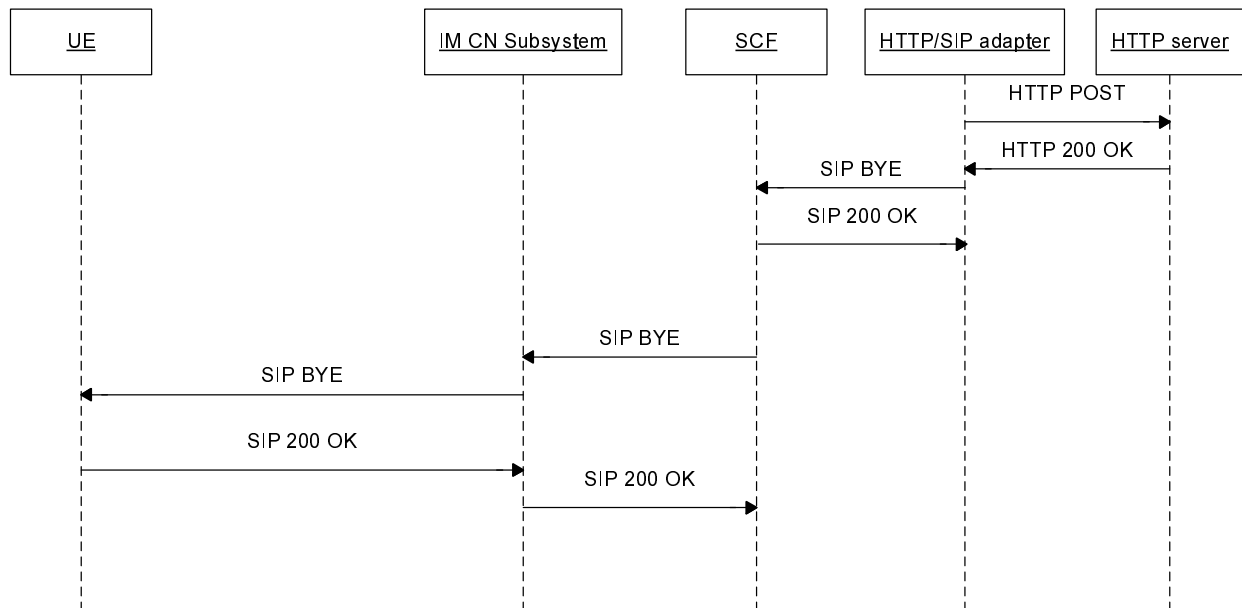 UE
IM CN Subsystem
SCF
HTTP/SIP adapter
HTTP server
HTTP POST
HTTP 200 OK
SIP BYE
SIP 200 OK
SIP BYE
SIP BYE
SIP 200 OK
SIP 200 OK